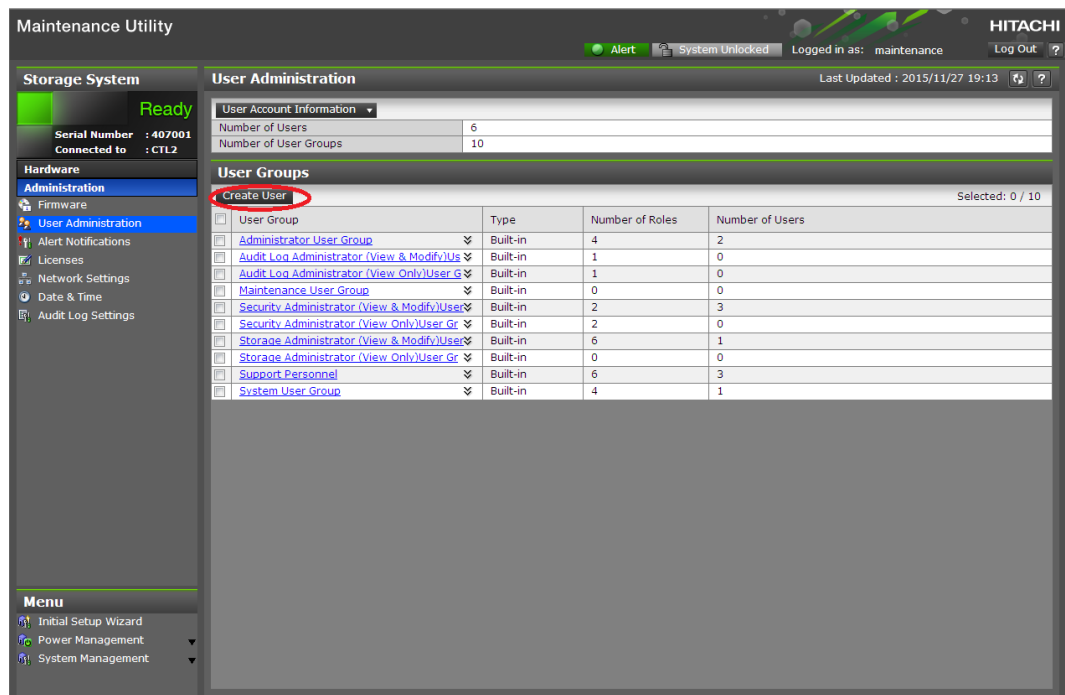 Maintenance Utility
HITACHI
Alert System Unlocked Logged in as: maintenance Log Out ?
Storage System
Ready
Serial Number : 407001
Connected to : CTL2
Hardware
Administration
Firmware
User Administration
Alert Notifications
Licenses
Network Settings
Date & Time
Audit Log Settings
Menu
Initial Setup Wizard
Power Management
System Management
User Administration Last Updated : 2015/11/27 19:13 ?
User Account Information
Number of Users 6
Number of User Groups 10
User Groups
Create User Selected: 0 / 10
User Group Type Number of Roles Number of Users
Administrator User Group Built-in 4 2
Audit Log Administrator (View & Modify)Us Built-in 1 0
Audit Log Administrator (View Only)User G Built-in 1 0
Maintenance User Group Built-in 0 0
Security Administrator (View & Modify)User Built-in 2 3
Security Administrator (View Only)User Gr Built-in 2 0
Storage Administrator (View & Modify)User Built-in 6 1
Storage Administrator (View Only)User Gr Built-in 0 0
Support Personnel Built-in 6 3
System User Group Built-in 4 1